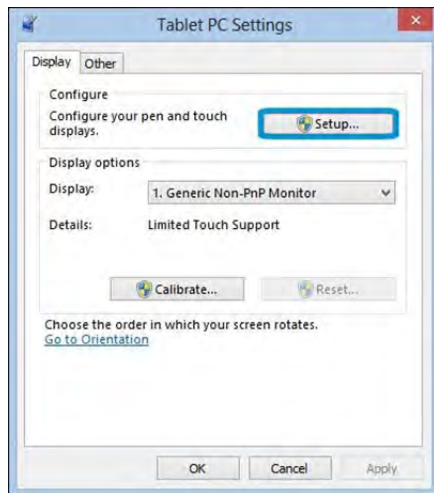 Tablet PC Settings
Display Other
Configure
Configure your pen and touch
displays.
Setup...
Display options
Display: 1. Generic Non-PnP Monitor
Details: Limited Touch Support
Calibrate... Reset...
Choose the order in which your screen rotates.
Go to Orientation
OK Cancel Apply